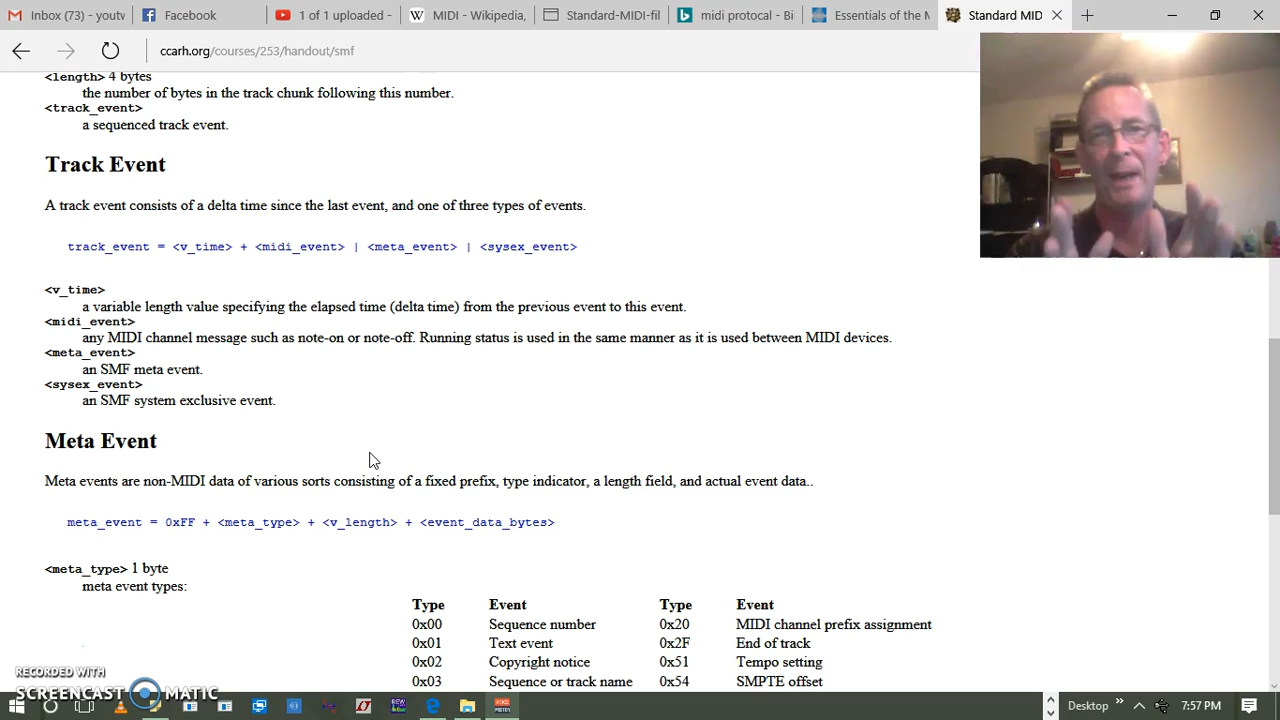 Inbox (73) - youth
Facebook
1 of 1 uploaded -
MIDI - Wikipedia,
Standard-MIDI-fil
midi protocal - Bi
Essentials of the M
Standard MID
ccarh.org/courses/253/handout/smf
<length> 4 bytes
the number of bytes in the track chunk following this number.
<track_event>
a sequenced track event.
Track Event
A track event consists of a delta time since the last event, and one of three types of events.
track_event = <v_time> + <midi_event> | <meta_event> | <sysex_event>
<v_time>
a variable length value specifying the elapsed time (delta time) from the previous event to this event.
<midi_event>
any MIDI channel message such as note-on or note-off. Running status is used in the same manner as it is used between MIDI devices.
<meta_event>
an SMF meta event.
<sysex_event>
an SMF system exclusive event.
Meta Event
Meta events are non-MIDI data of various sorts consisting of a fixed prefix, type indicator, a length field, and actual event data..
meta_event = 0xFF + <meta_type> + <v_length> + <event_data_bytes>
<meta_type> 1 byte
meta event types:
Type Event Type Event
0x00 Sequence number 0x20 MIDI channel prefix assignment
0x01 Text event 0x2F End of track
0x02 Copyright notice 0x51 Tempo setting
0x03 Sequence or track name 0x54 SMPTE offset
RECORDED WITH
SCREENCAST MATIC
Desktop
7:57 PM